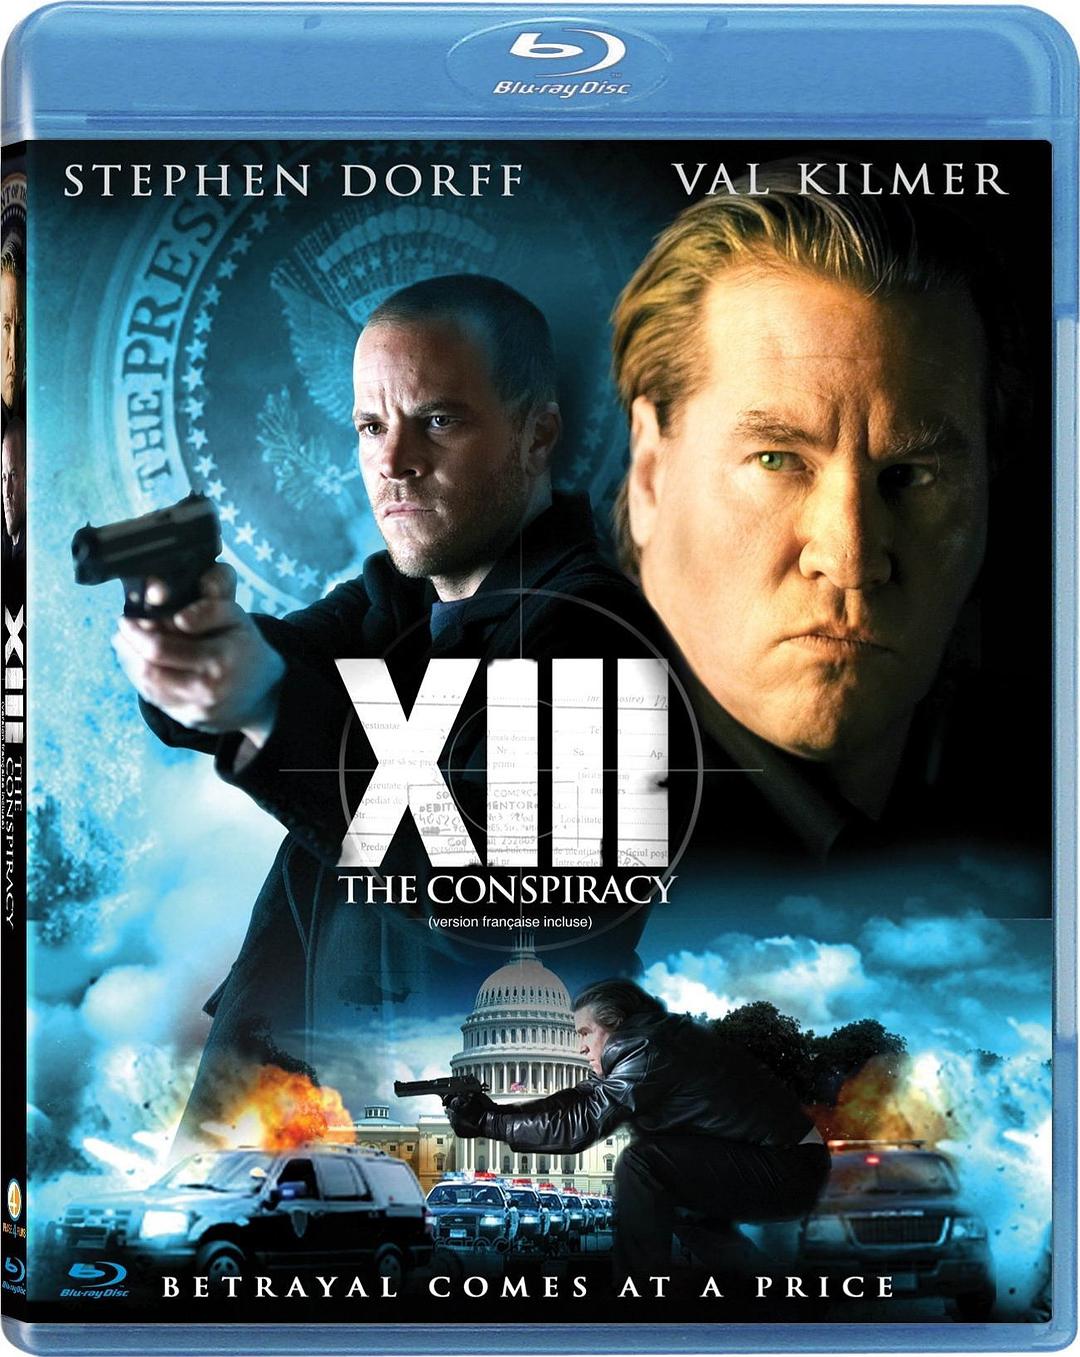 Blu-ray Disc
STEPHEN DORFF
VAL KILMER
THE PRES
XIII
THE CONSPIRACY
(version française incluse)
XIII
THE CONSPIRACY
Blu-ray Disc
BETRAYAL COMES AT A PRICE